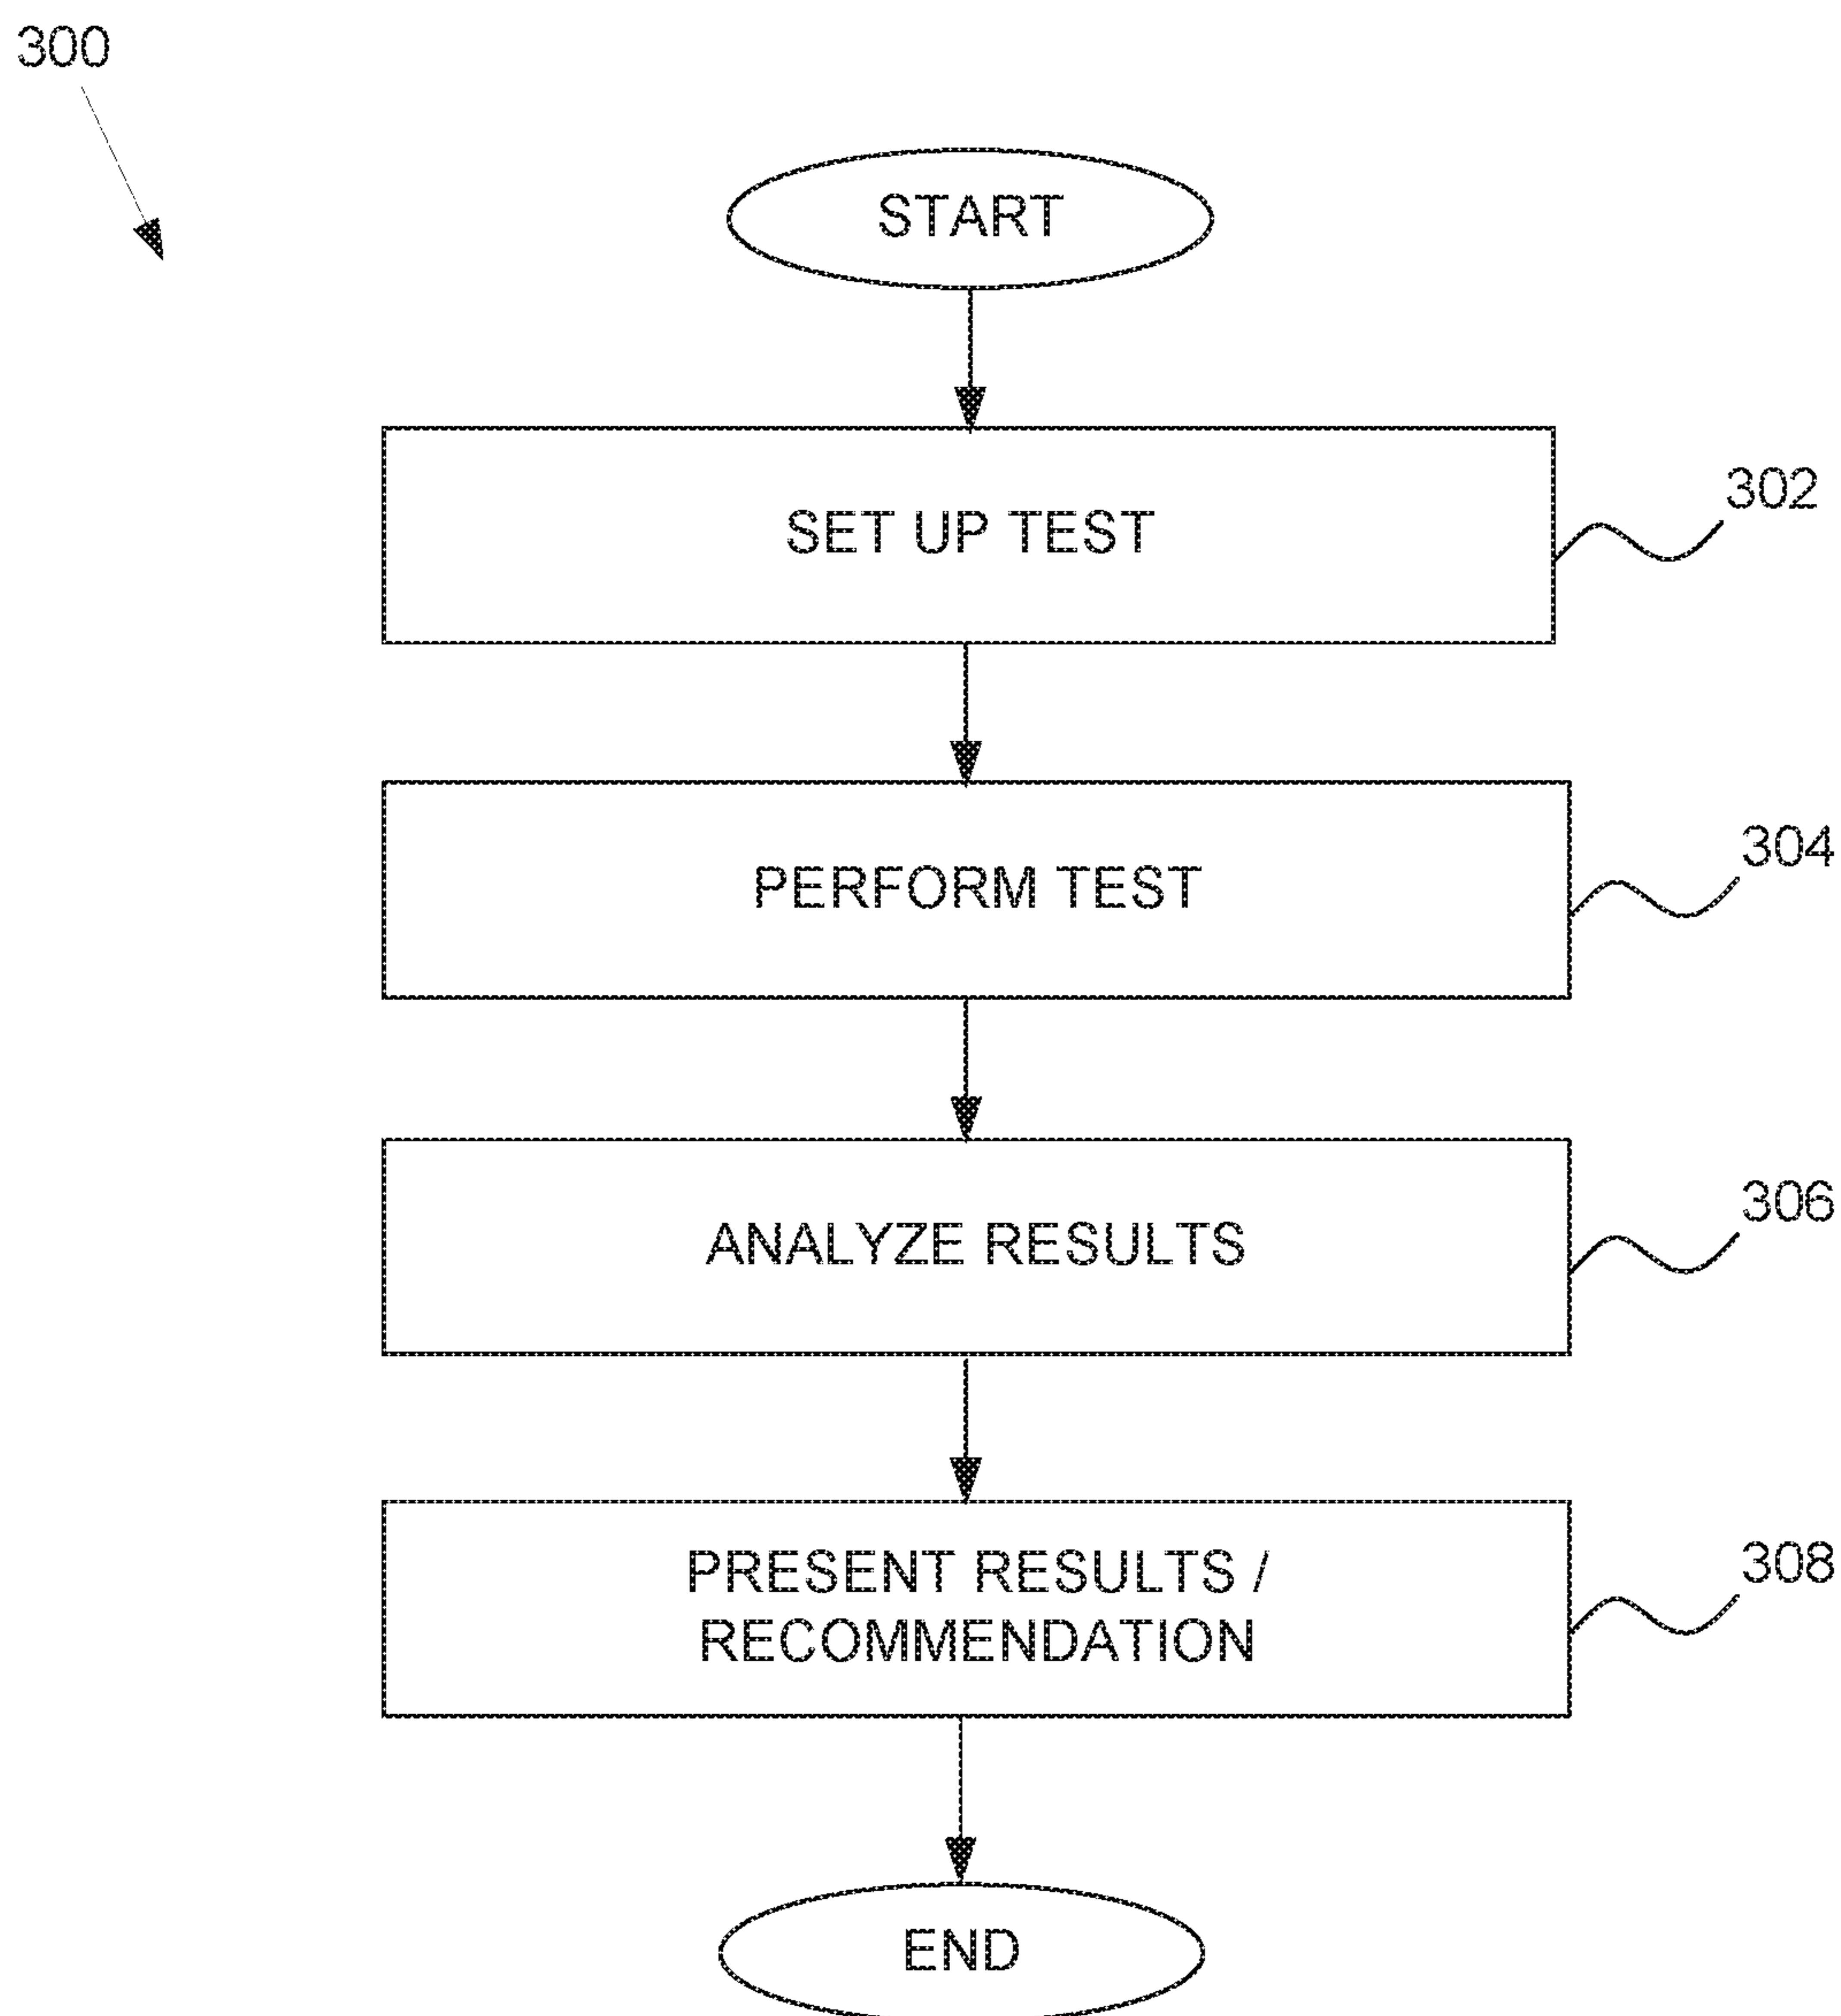 300
START
SET UP TEST
302
PERFORM TEST
304
ANALYZE RESULTS
306
PRESENT RESULTS /
RECOMMENDATION
308
END